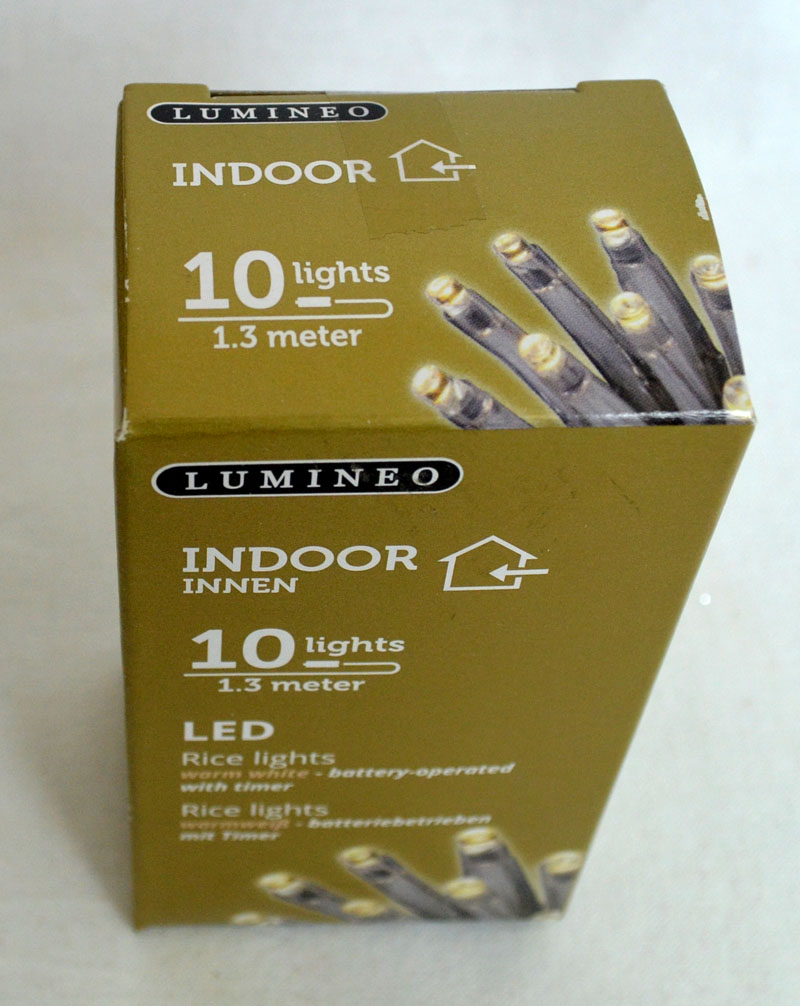 LUMINEO
INDOOR
10 lights
1.3 meter
LUMINEO
INDOOR
INNEN
10 lights
1.3 meter
LED
Rice lights
warm white - battery-operated
with timer
Rice lights
warmweiß - batteriebetrieben
mit Timer